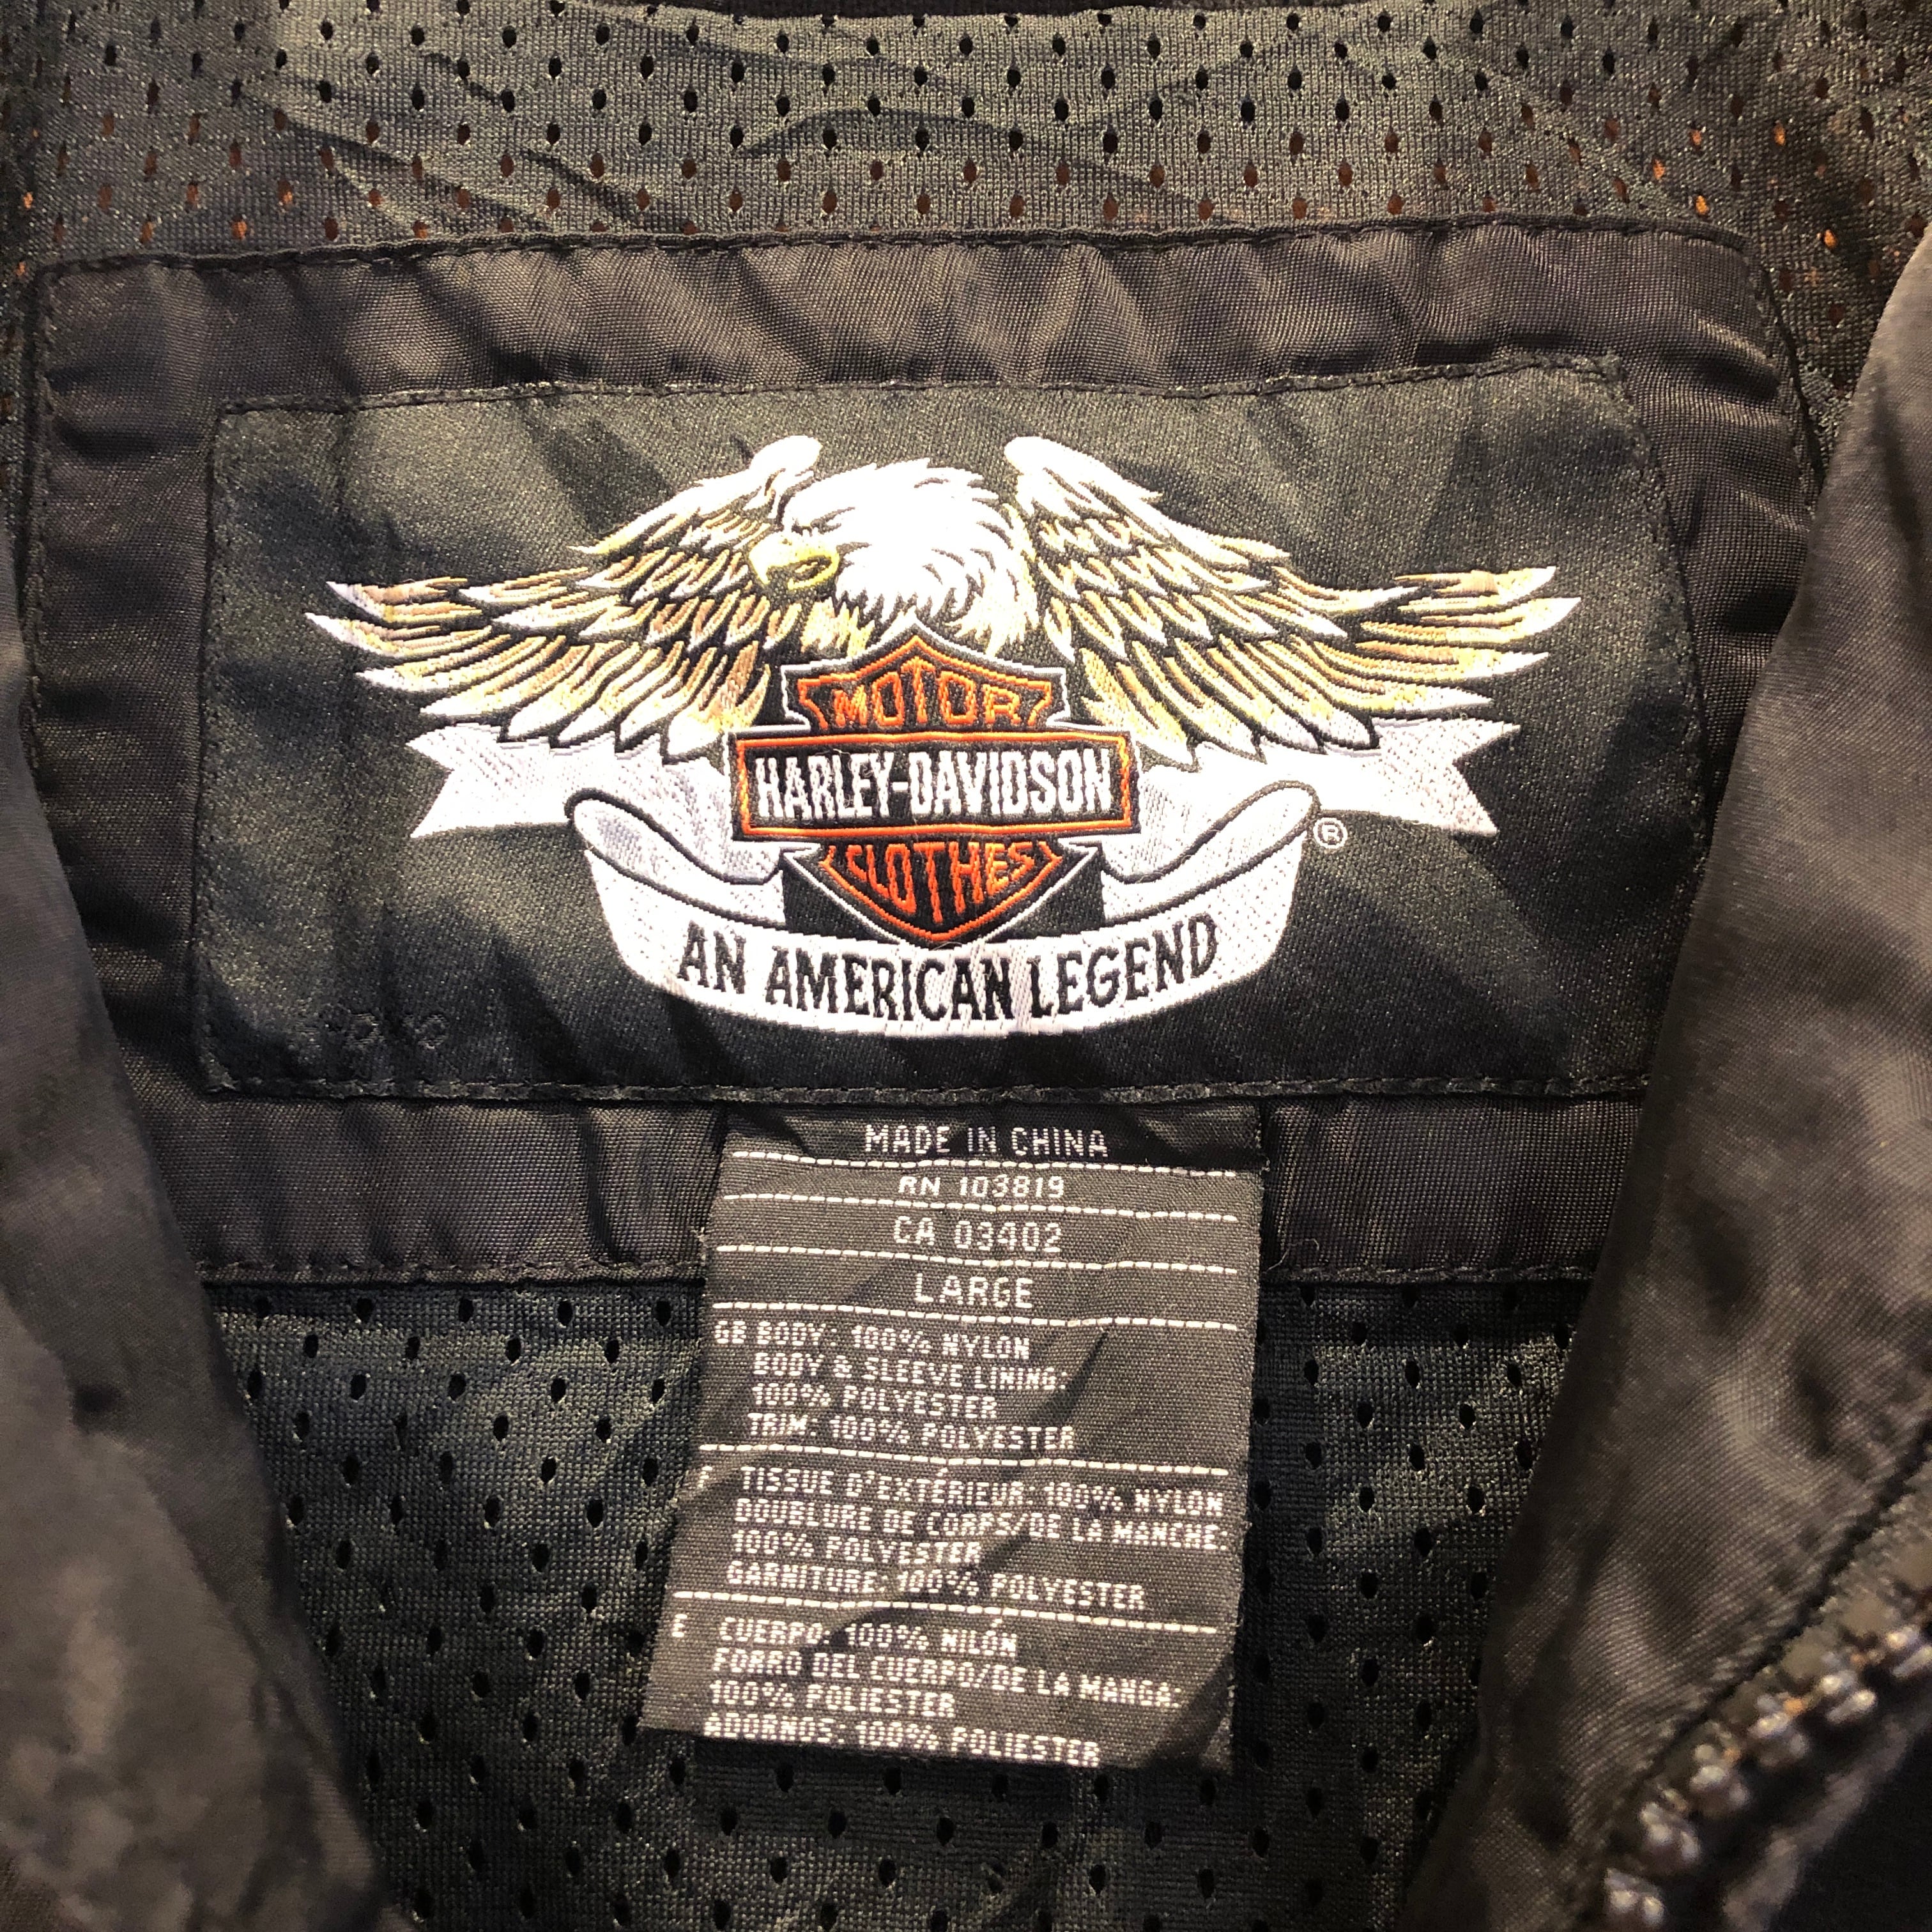 MOTOR
HARLEY-DAVIDSON
CLOTHES
®
AN AMERICAN LEGEND
MADE IN CHINA
RN 103819
CA 03402
LARGE
GB BODY: 100% NYLON
BODY & SLEEVE LINING:
100% POLYESTER
TRIM: 100% POLYESTER
F TISSUE D'EXTÉRIEUR: 100% NYLON
DOUBLURE DE CORPS/DE LA MANCHE:
100% POLYESTER
GARNITURE: 100% POLYESTER
E CUERPO: 100% NILÓN
FORRO DEL CUERPO/DE LA MANGA:
100% POLIESTER
ADORNOS: 100% POLIESTER